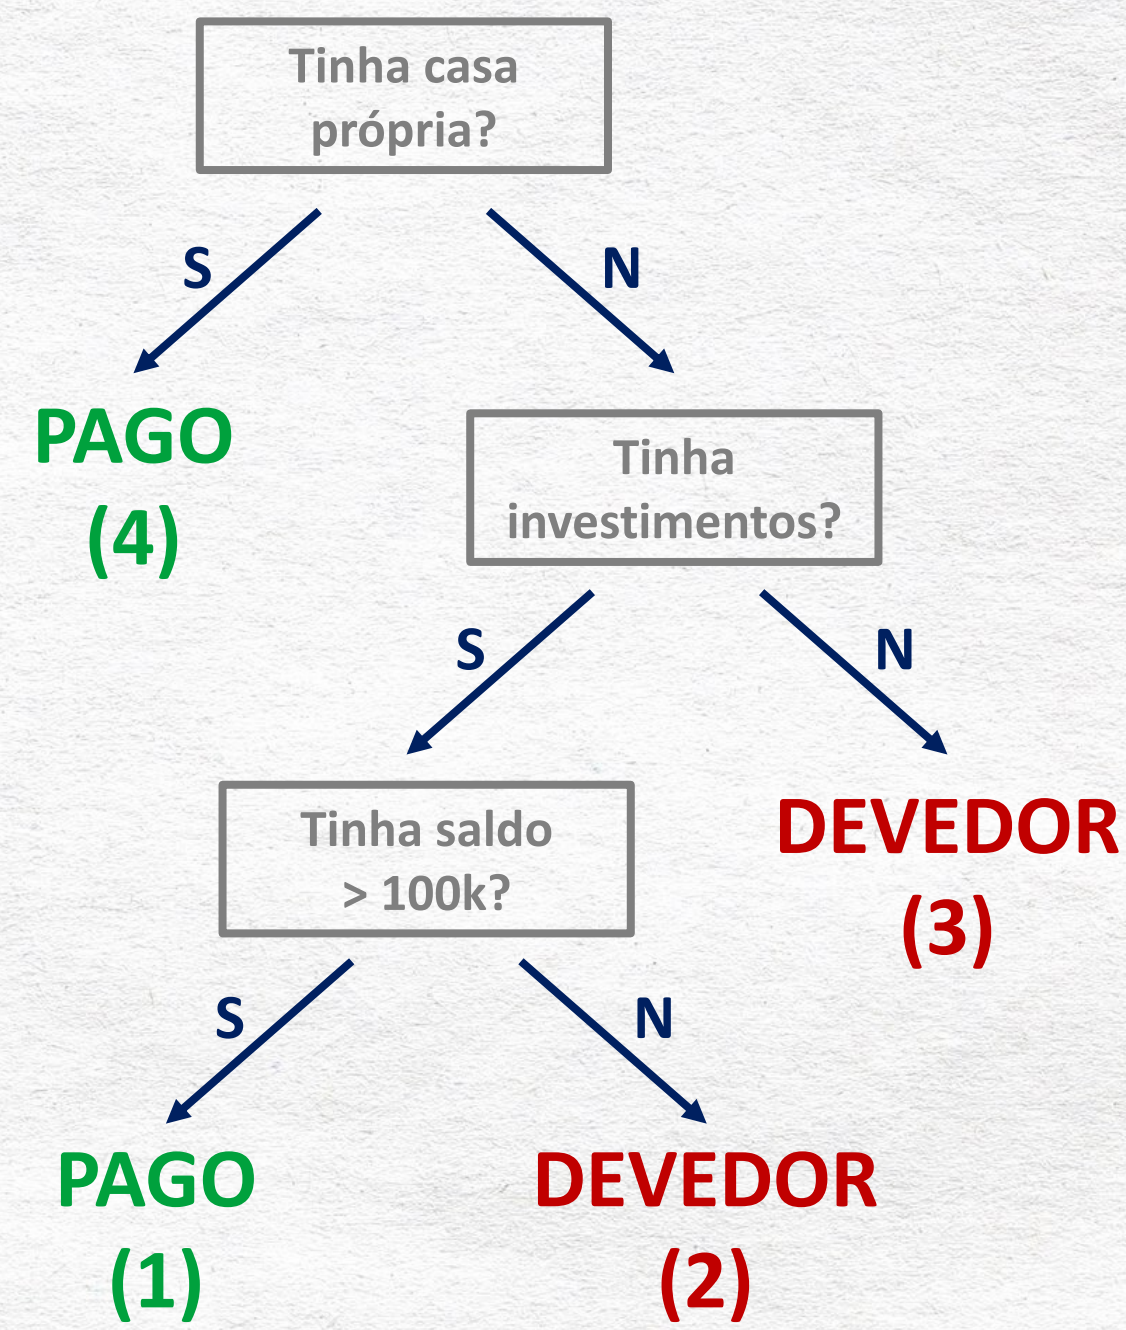 Tinha casa
própria?
S
N
PAGO
(4)
Tinha
investimentos?
S
N
Tinha saldo
> 100k?
DEVEDOR
(3)
S
N
PAGO
(1)
DEVEDOR
(2)